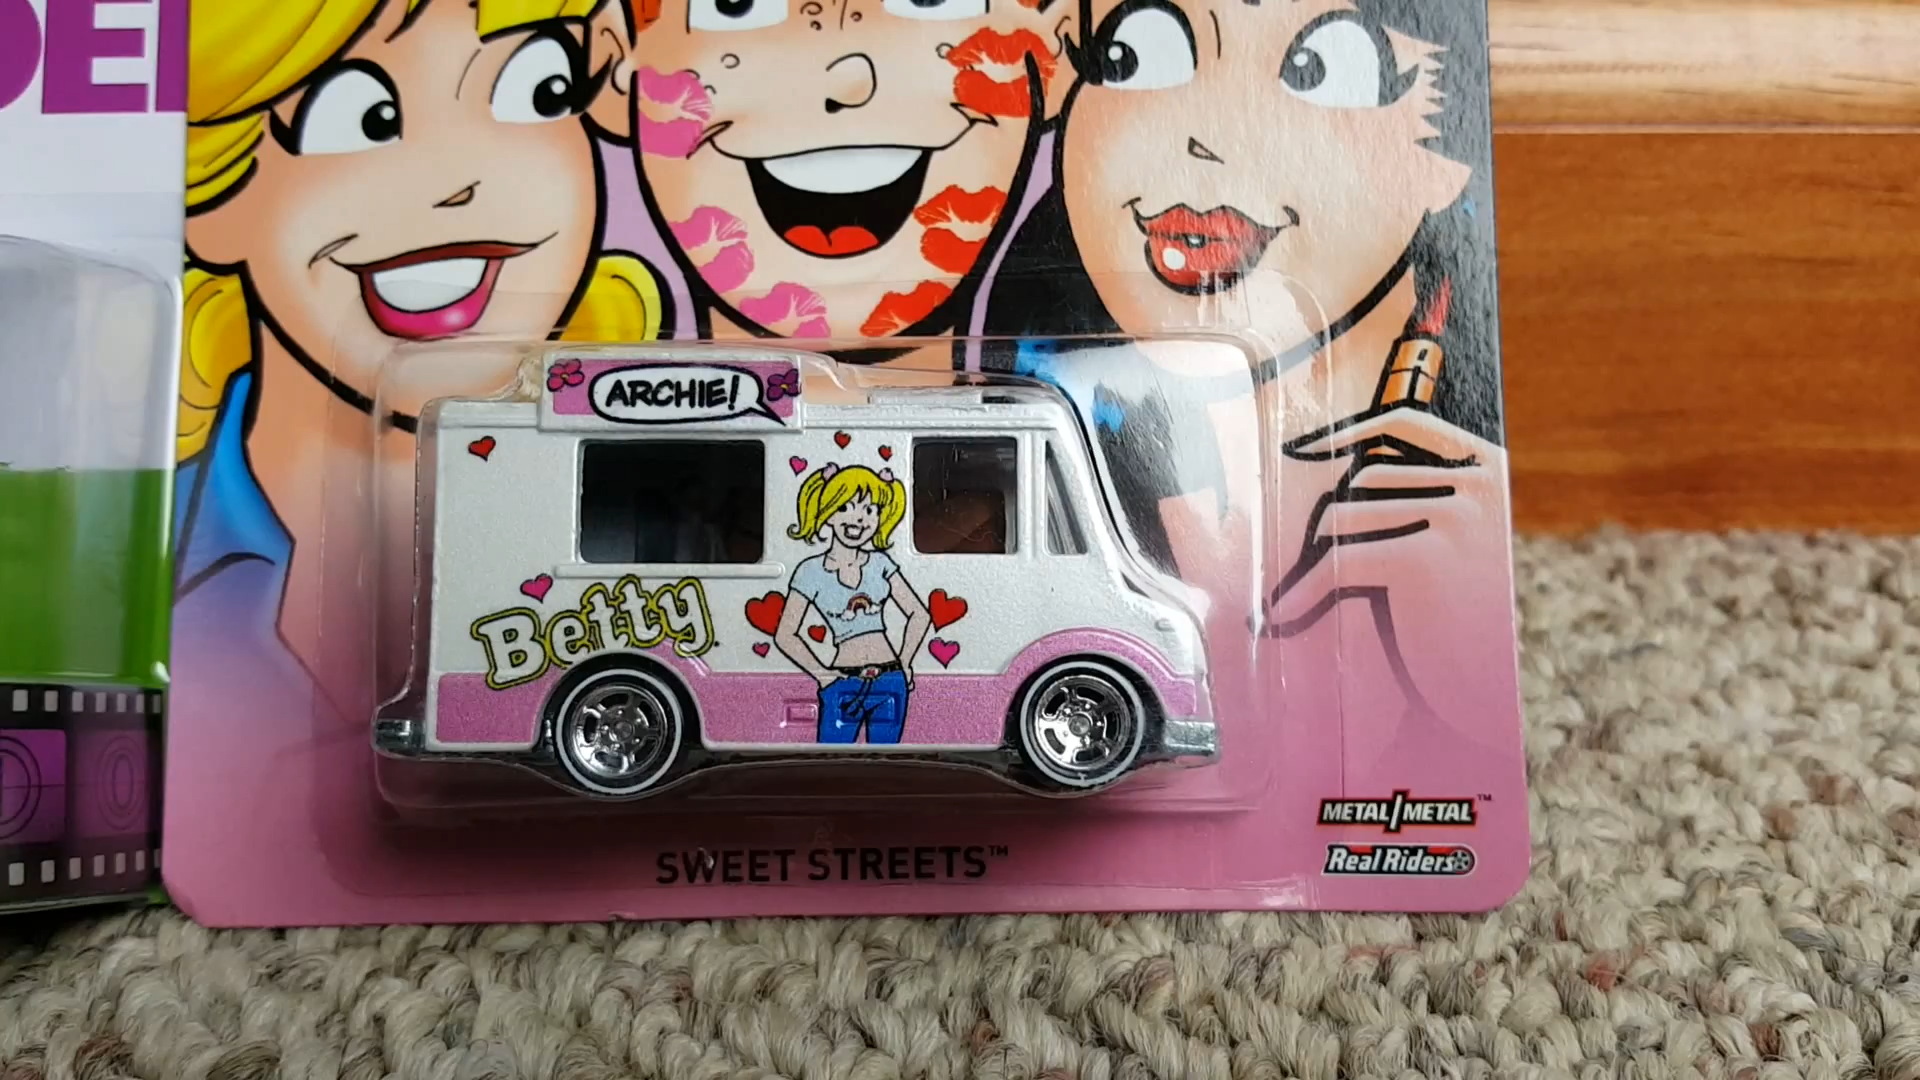 ARCHIE!
Betty
SWEET STREETS™
METAL/METAL™
Real Riders